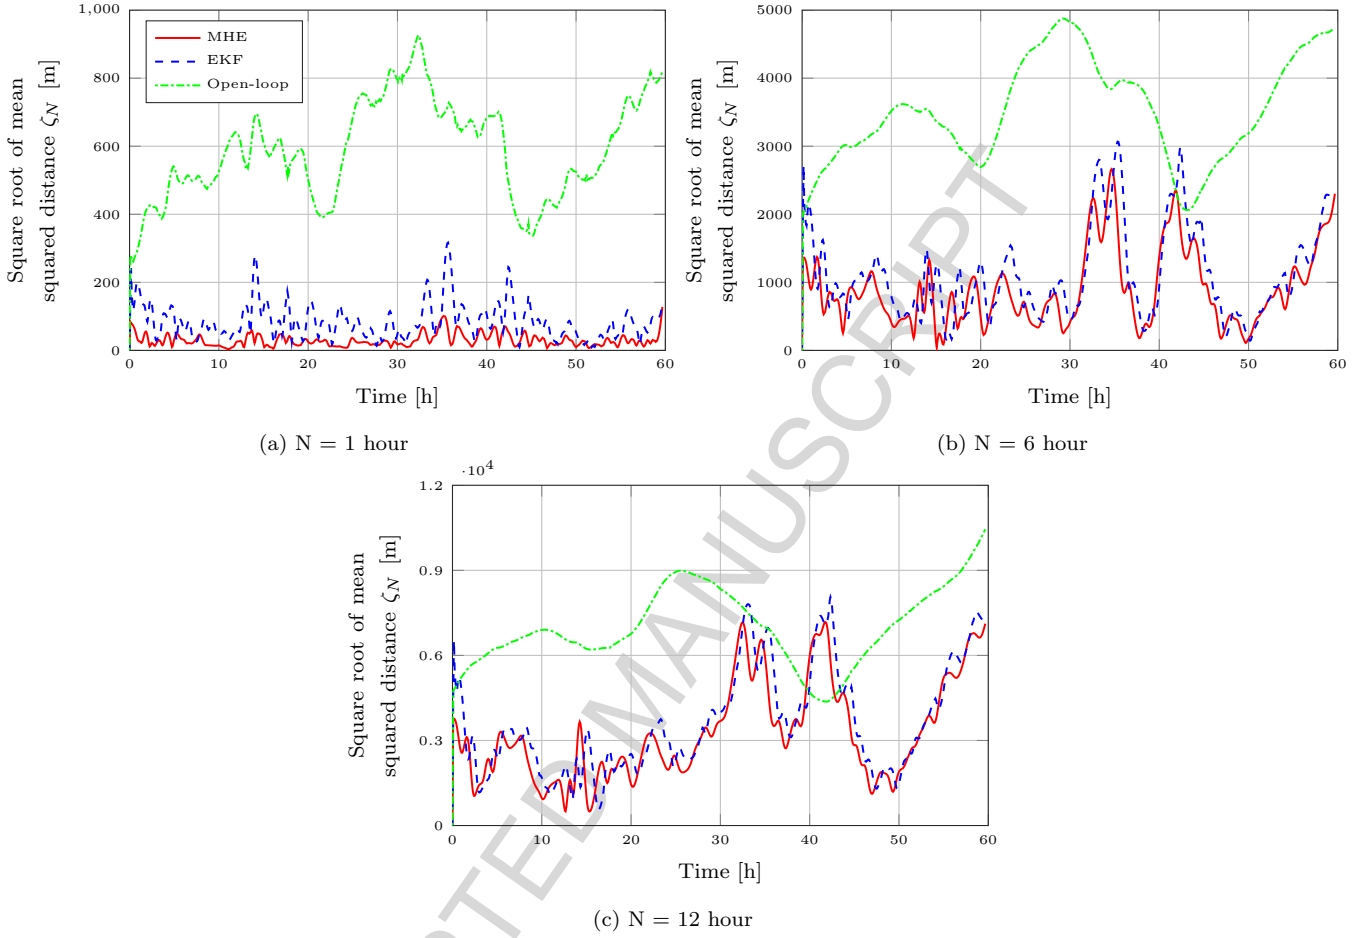 1,000
800
600
400
200
0
0 10 20 30 40 50 60
Square root of mean
squared distance ζN [m]
MHE
EKF
Open-loop
Time [h]
(a) N = 1 hour
5000
4000
3000
2000
1000
0
0 10 20 30 40 50 60
Square root of mean
squared distance ζN [m]
Time [h]
(b) N = 6 hour
·10^4
1.2
0.9
0.6
0.3
0
0 10 20 30 40 50 60
Square root of mean
squared distance ζN [m]
Time [h]
(c) N = 12 hour
PTED MANUSCRIPT